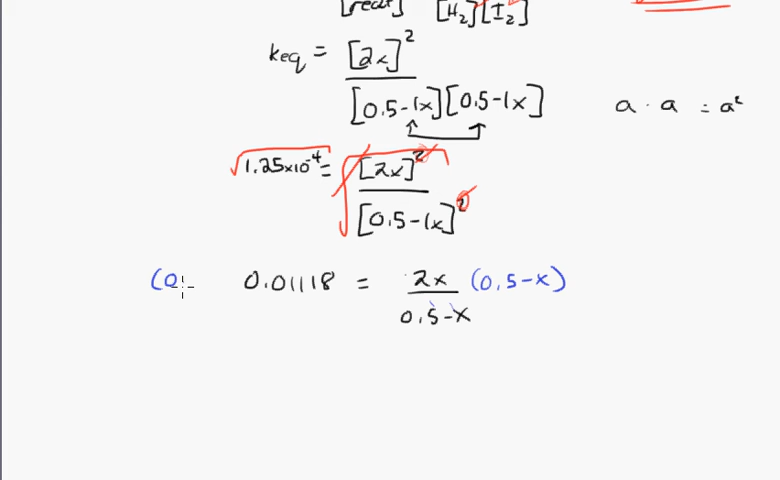 [react] [H₂][I₂]
keq = [2x]² / [0.5-1x][0.5-1x]
a · a = a²
√1.25x10⁻⁴ = √[2x]² / [0.5-1x]²
(0. 0.01118 = 2x / 0.5-x (0.5-x)